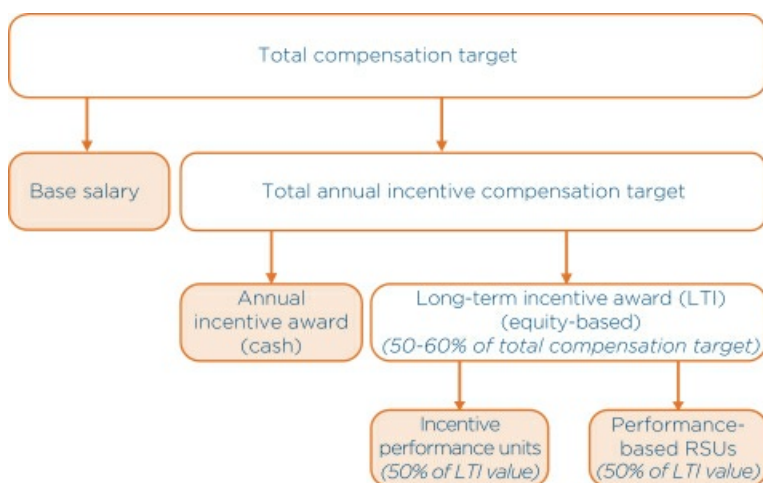 Total compensation target
Base salary
Total annual incentive compensation target
Annual
incentive award
(cash)
Long-term incentive award (LTI)
(equity-based)
(50-60% of total compensation target)
Incentive
performance units
(50% of LTI value)
Performance-
based RSUs
(50% of LTI value)